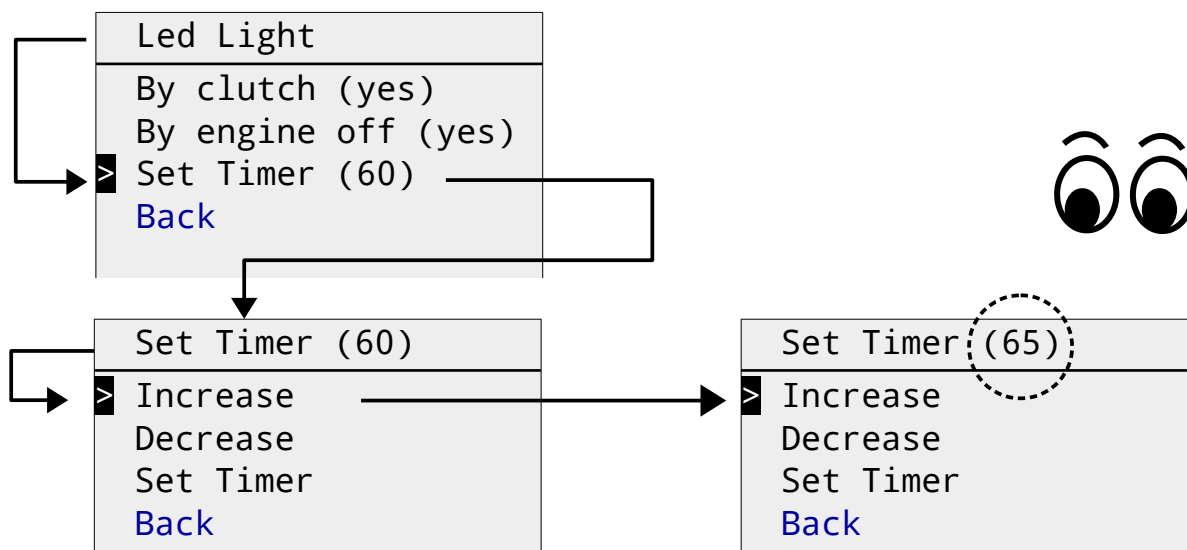 Led Light
By clutch (yes)
By engine off (yes)
> Set Timer (60)
Back
Set Timer (60)
> Increase
Decrease
Set Timer
Back
Set Timer (65)
> Increase
Decrease
Set Timer
Back